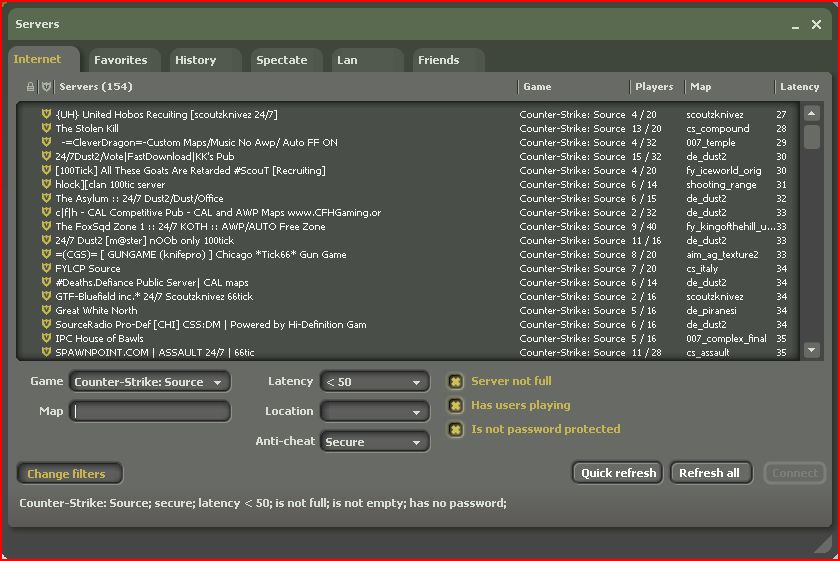 Servers
Internet Favorites History Spectate Lan Friends
Servers (154) Game Players Map Latency
{UH} United Hobos Recuiting [scoutzknivez 24/7] Counter-Strike: Source 4 / 20 scoutzknivez 27
The Stolen Kill Counter-Strike: Source 13 / 20 cs_compound 28
-=CleverDragon=-Custom Maps/Music No Awp/ Auto FF ON Counter-Strike: Source 4 / 32 007_temple 29
24/7Dust2/Vote|FastDownload|KK's Pub Counter-Strike: Source 15 / 32 de_dust2 30
[100Tick] All These Goats Are Retarded #ScouT [Recruiting] Counter-Strike: Source 4 / 20 fy_iceworld_orig 30
hlock][clan 100tic server Counter-Strike: Source 6 / 14 shooting_range 31
The Asylum :: 24/7 Dust2/Dust/Office Counter-Strike: Source 6 / 15 de_dust2 32
c|f|h - CAL Competitive Pub - CAL and AWP Maps www.CFHGaming.or Counter-Strike: Source 2 / 32 de_dust2 33
The FoxSqd Zone 1 :: 24/7 KOTH :: AWP/AUTO Free Zone Counter-Strike: Source 9 / 40 fy_kingofthehill_u... 33
24/7 Dust2 [m@ster] nOOb only 100tick Counter-Strike: Source 11 / 16 de_dust2 33
=(CGS)= [ GUNGAME (knifepro) ] Chicago *Tick66* Gun Game Counter-Strike: Source 8 / 20 aim_ag_texture2 33
FYLCP Source Counter-Strike: Source 7 / 20 cs_italy 34
#Deaths.Defiance Public Server| CAL maps Counter-Strike: Source 6 / 14 de_dust2 34
GTF-Bluefield inc.* 24/7 Scoutzknivez 66tick Counter-Strike: Source 2 / 16 scoutzknivez 34
Great White North Counter-Strike: Source 5 / 16 de_piranesi 34
SourceRadio Pro-Def [CHI] CSS:DM | Powered by Hi-Definition Gam Counter-Strike: Source 6 / 16 de_dust2 34
IPC House of Bawls Counter-Strike: Source 5 / 16 007_complex_final 35
SPAWNPOINT.COM | ASSAULT 24/7 | 66tic Counter-Strike: Source 11 / 28 cs_assault 35
Game Counter-Strike: Source Latency < 50 Server not full
Map Location Has users playing
Anti-cheat Secure Is not password protected
Change filters Quick refresh Refresh all Connect
Counter-Strike: Source; secure; latency < 50; is not full; is not empty; has no password;